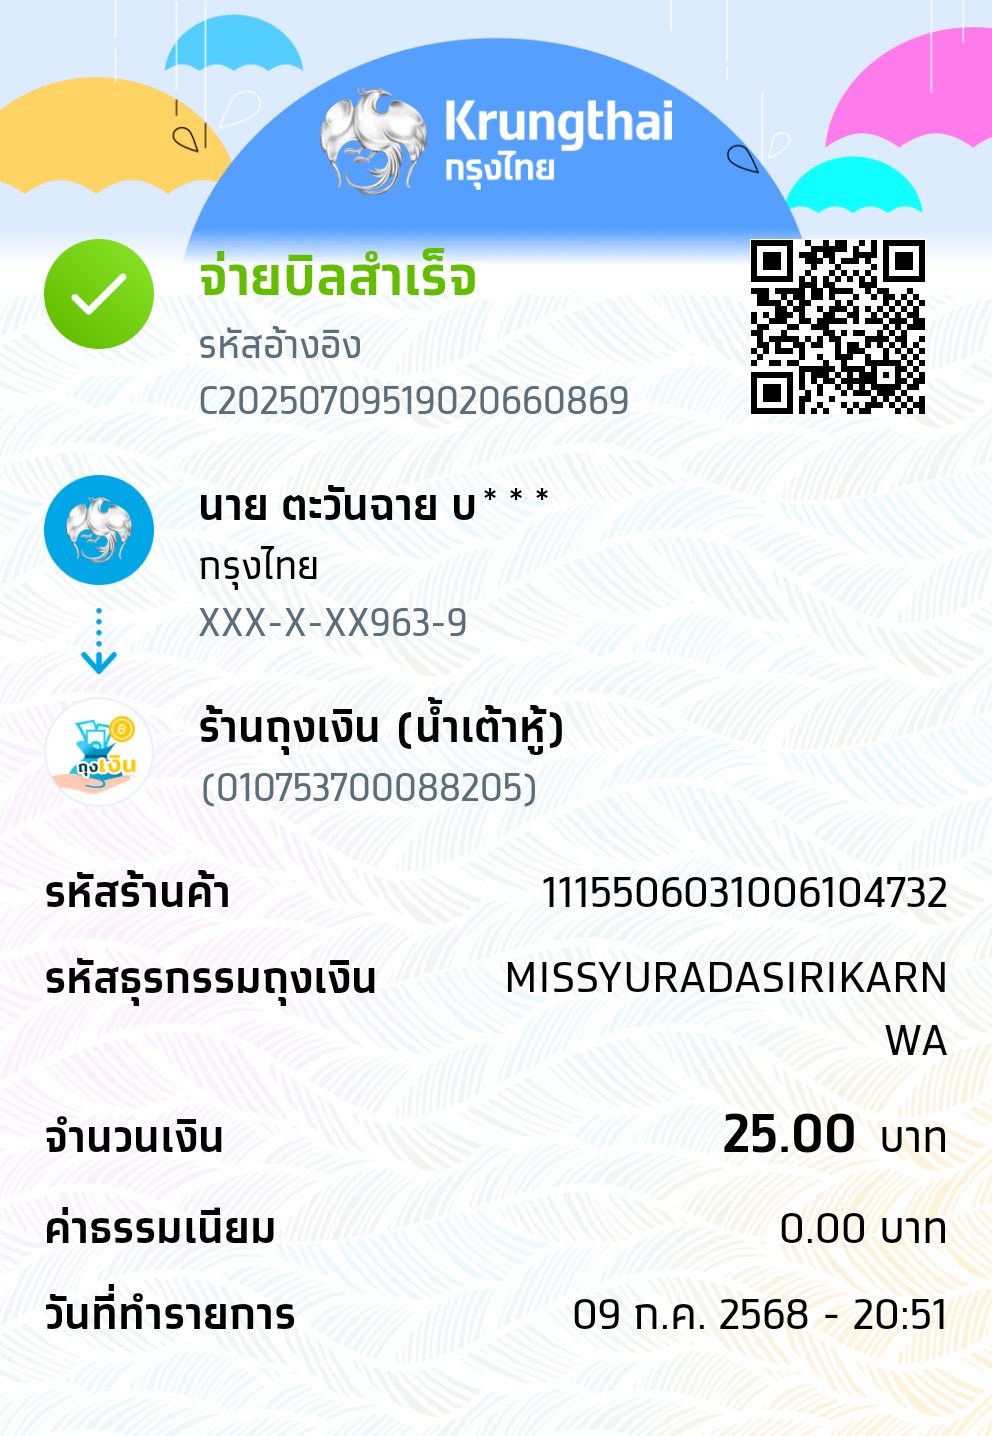 Krungthai
กรุงไทย
จ่ายบิลสำเร็จ
รหัสอ้างอิง
C20250709519020660869
นาย ตะวันฉาย บ* * *
กรุงไทย
XXX-X-XX963-9
ถุงเงิน
ร้านถุงเงิน (น้ำเต้าหู้)
(010753700088205)
รหัสร้านค้า 1115506031006104732
รหัสธุรกรรมถุงเงิน MISSYURADASIRIKARN
WA
จำนวนเงิน 25.00 บาท
ค่าธรรมเนียม 0.00 บาท
วันที่ทำรายการ 09 ก.ค. 2568 - 20:51